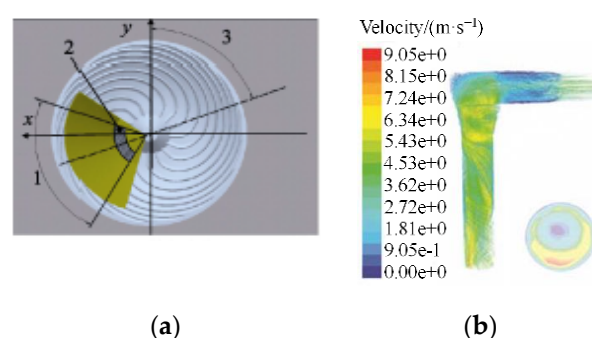 y
2
3
x
1
Velocity/(m·s⁻¹)
9.05e+0
8.15e+0
7.24e+0
6.34e+0
5.43e+0
4.53e+0
3.62e+0
2.72e+0
1.81e+0
9.05e-1
0.00e+0
(a)
(b)